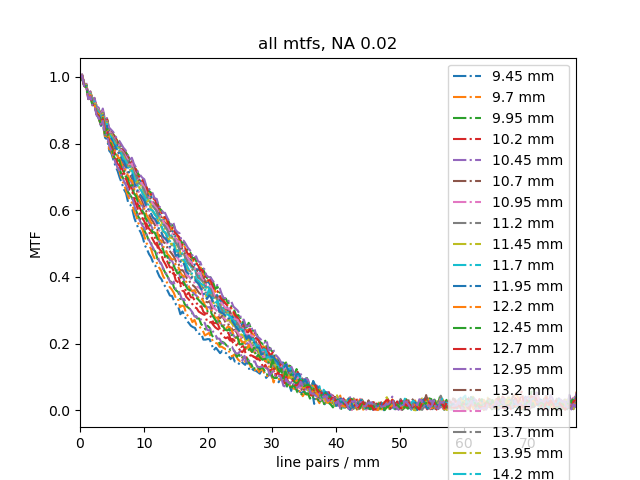 all mtfs, NA 0.02
MTF
1.0
0.8
0.6
0.4
0.2
0.0
0 10 20 30 40 50 60 70
line pairs / mm
9.45 mm
9.7 mm
9.95 mm
10.2 mm
10.45 mm
10.7 mm
10.95 mm
11.2 mm
11.45 mm
11.7 mm
11.95 mm
12.2 mm
12.45 mm
12.7 mm
12.95 mm
13.2 mm
13.45 mm
13.7 mm
13.95 mm
14.2 mm